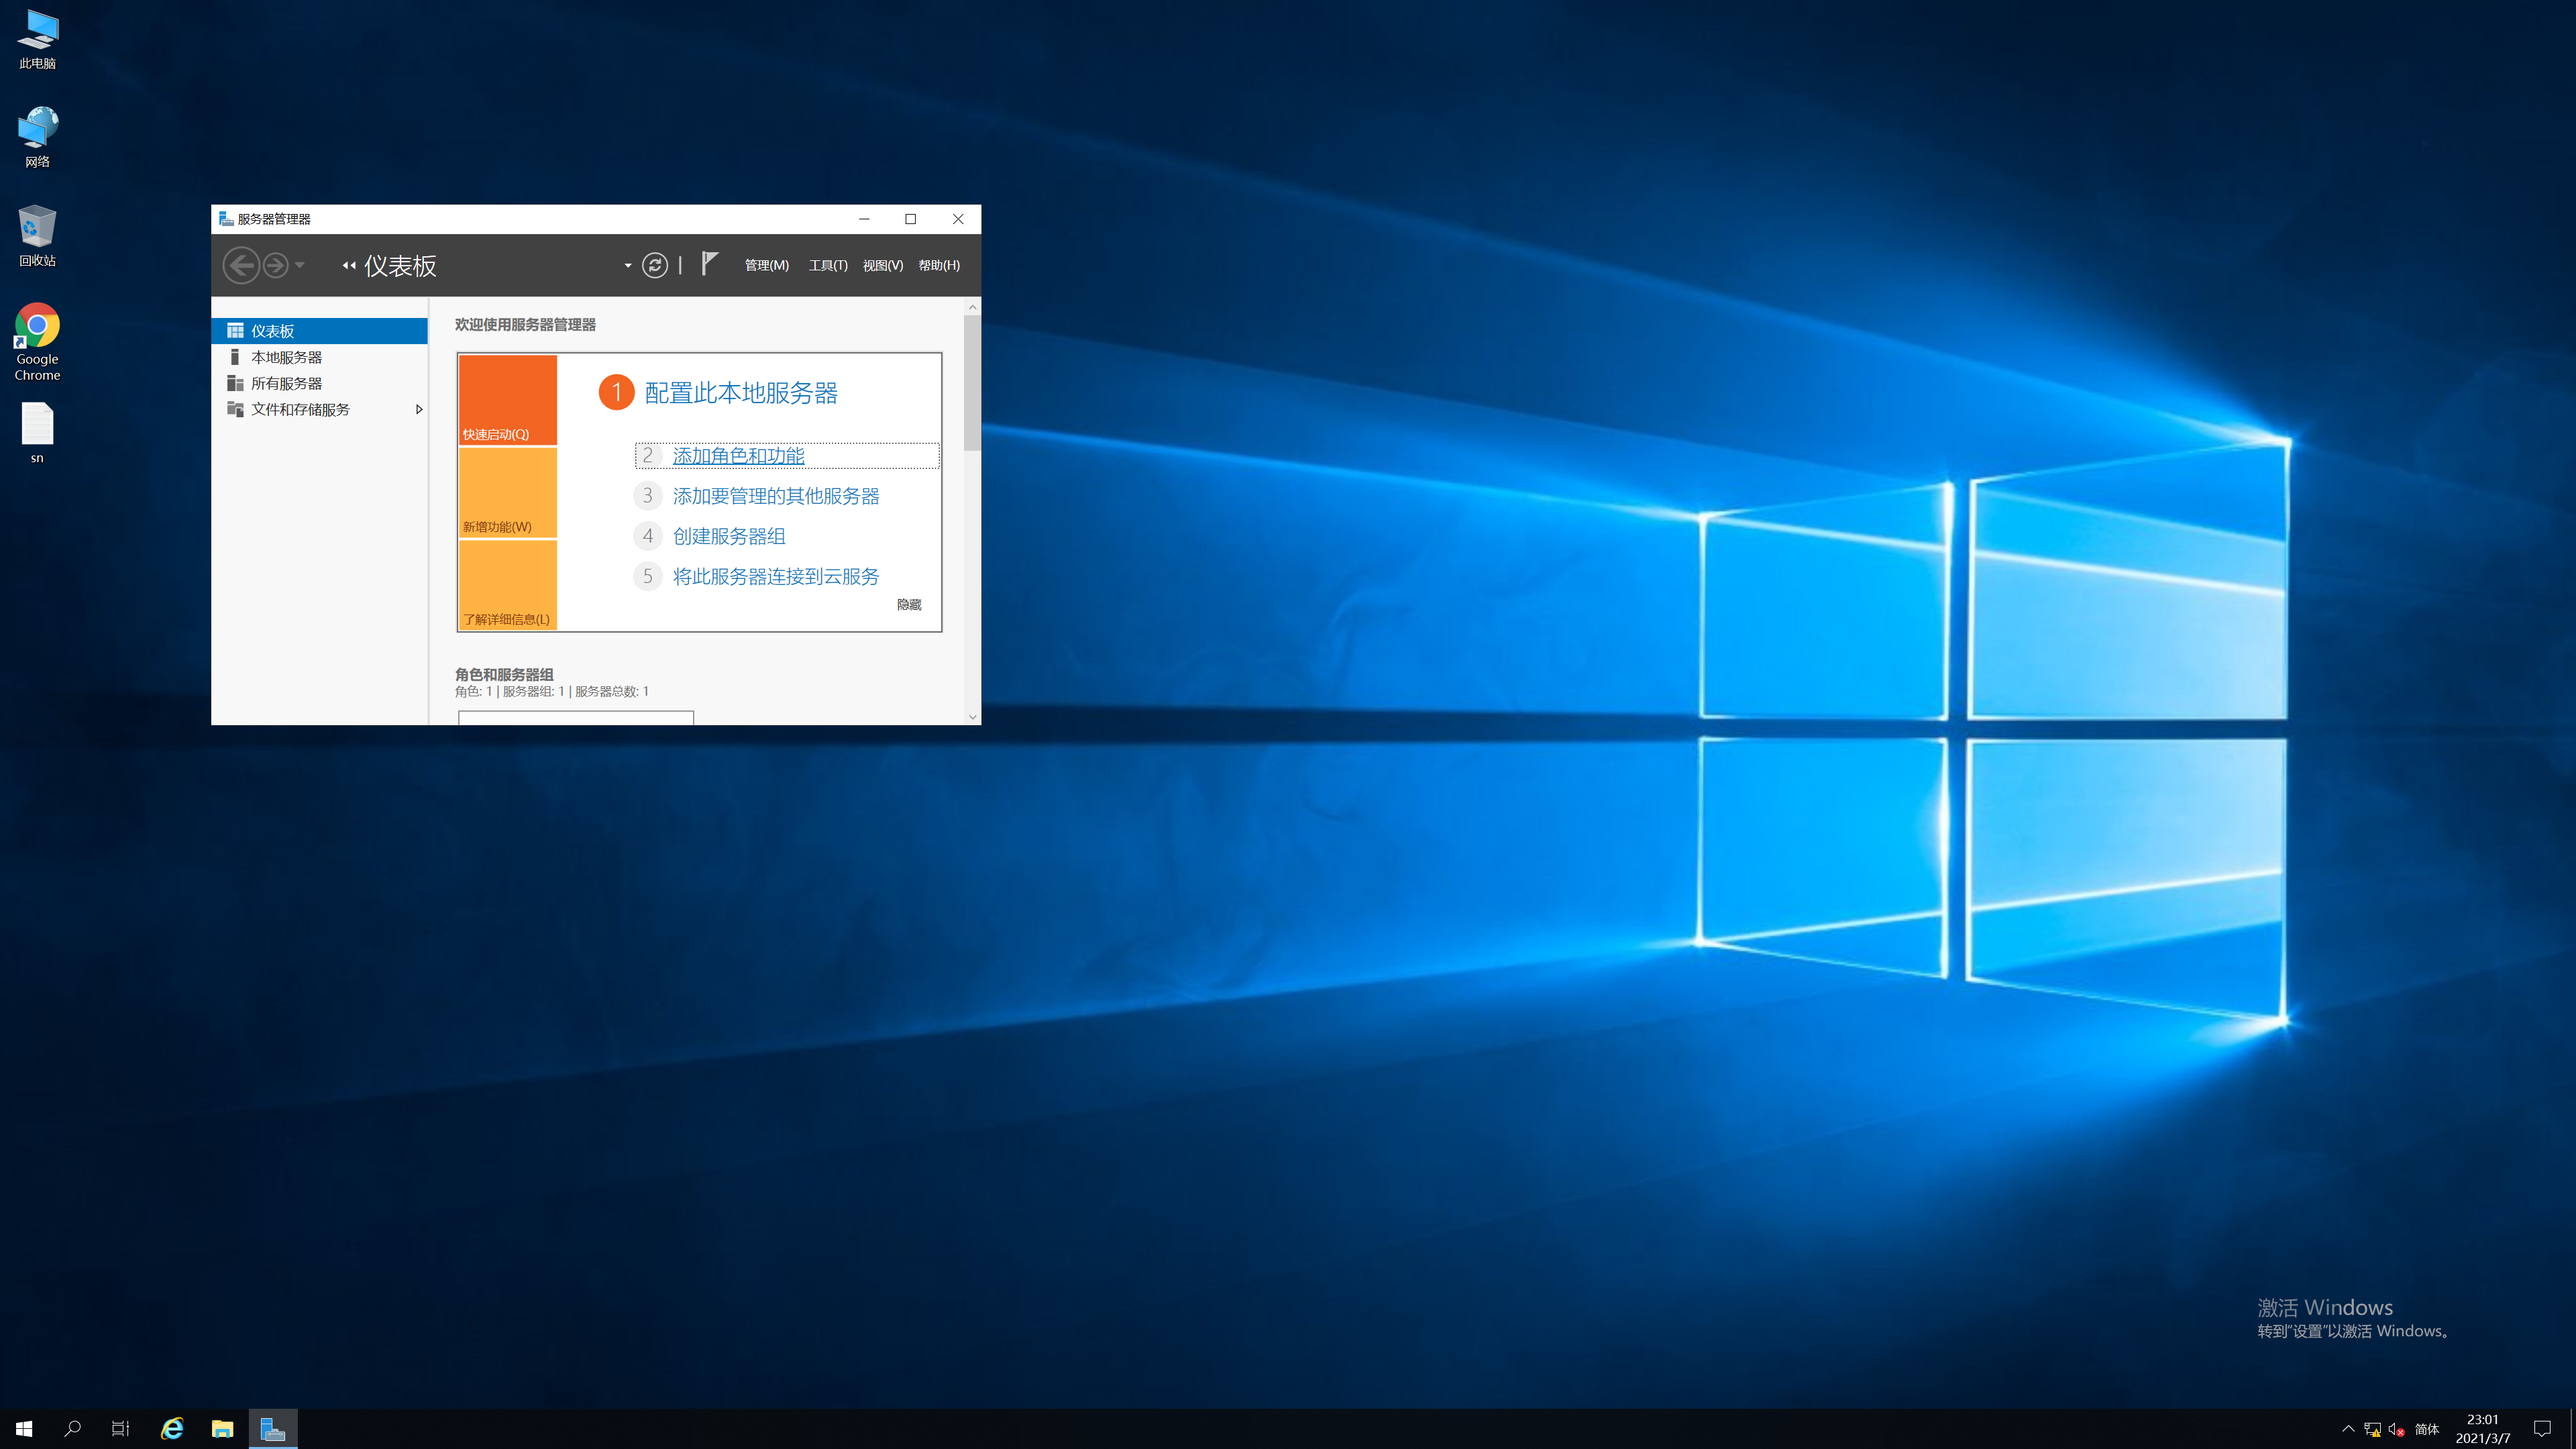 此电脑
网络
回收站
Google
Chrome
sn
服务器管理器
仪表板
管理(M) 工具(T) 视图(V) 帮助(H)
仪表板
本地服务器
所有服务器
文件和存储服务
欢迎使用服务器管理器
快速启动(Q)
新增功能(W)
了解详细信息(L)
1 配置此本地服务器
2 添加角色和功能
3 添加要管理的其他服务器
4 创建服务器组
5 将此服务器连接到云服务
隐藏
角色和服务器组
角色: 1 | 服务器组: 1 | 服务器总数: 1
激活 Windows
转到"设置"以激活 Windows。
简体
23:01
2021/3/7